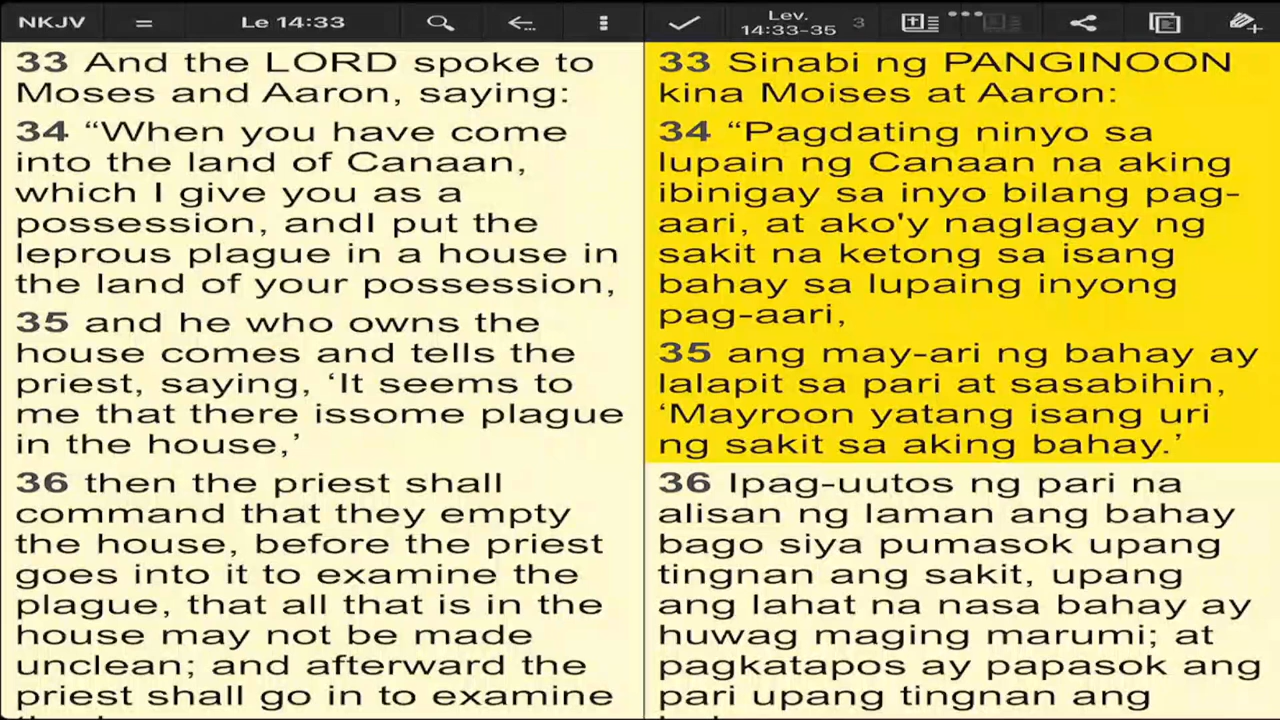 NKJV = Le 14:33
33 And the LORD spoke to
Moses and Aaron, saying:
34 “When you have come
into the land of Canaan,
which I give you as a
possession, andI put the
leprous plague in a house in
the land of your possession,
35 and he who owns the
house comes and tells the
priest, saying, ‘It seems to
me that there issome plague
in the house,’
36 then the priest shall
command that they empty
the house, before the priest
goes into it to examine the
plague, that all that is in the
house may not be made
unclean; and afterward the
priest shall go in to examine
Lev.
14:33-35 3
33 Sinabi ng PANGINOON
kina Moises at Aaron:
34 “Pagdating ninyo sa
lupain ng Canaan na aking
ibinigay sa inyo bilang pag-
aari, at ako'y naglagay ng
sakit na ketong sa isang
bahay sa lupaing inyong
pag-aari,
35 ang may-ari ng bahay ay
lalapit sa pari at sasabihin,
‘Mayroon yatang isang uri
ng sakit sa aking bahay.’
36 Ipag-uutos ng pari na
alisan ng laman ang bahay
bago siya pumasok upang
tingnan ang sakit, upang
ang lahat na nasa bahay ay
huwag maging marumi; at
pagkatapos ay papasok ang
pari upang tingnan ang